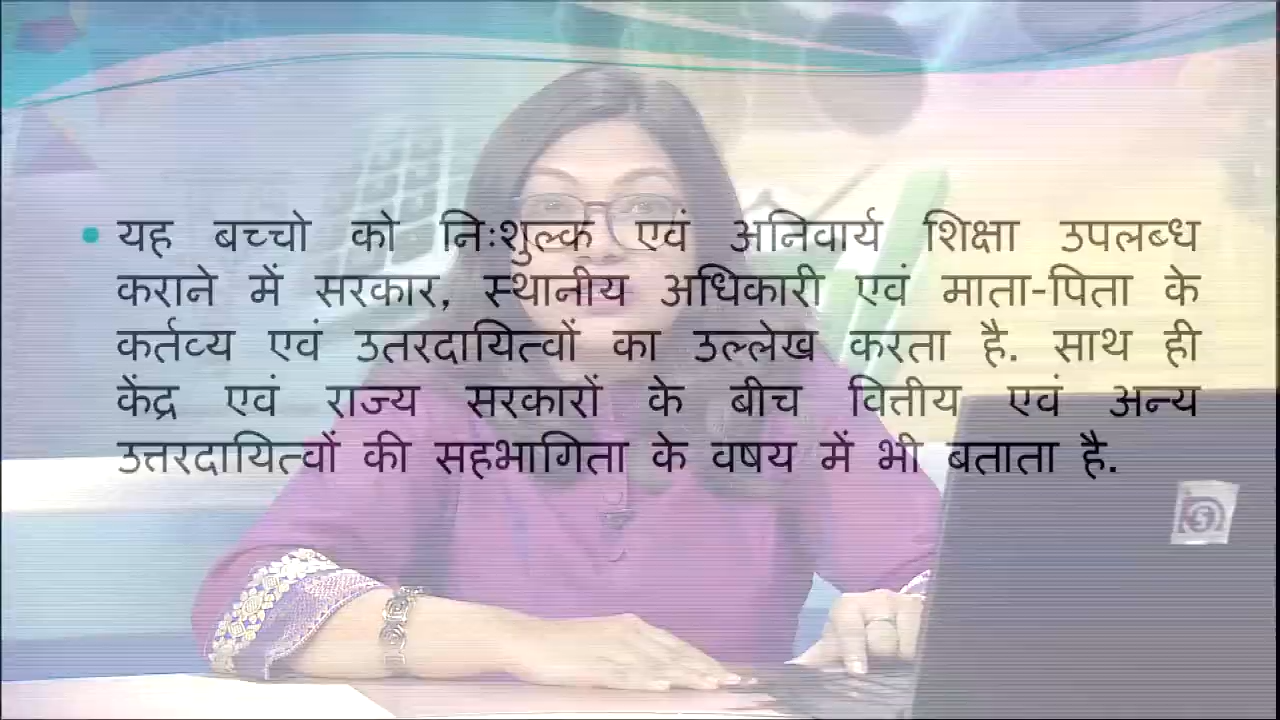 यह बच्चो को निःशुल्क एवं अनिवार्य शिक्षा उपलब्ध
कराने में सरकार, स्थानीय अधिकारी एवं माता-पिता के
कर्तव्य एवं उतरदायित्वों का उल्लेख करता है. साथ ही
केंद्र एवं राज्य सरकारों के बीच वित्तीय एवं अन्य
उत्तरदायित्वों की सहभागिता के वषय में भी बताता है.